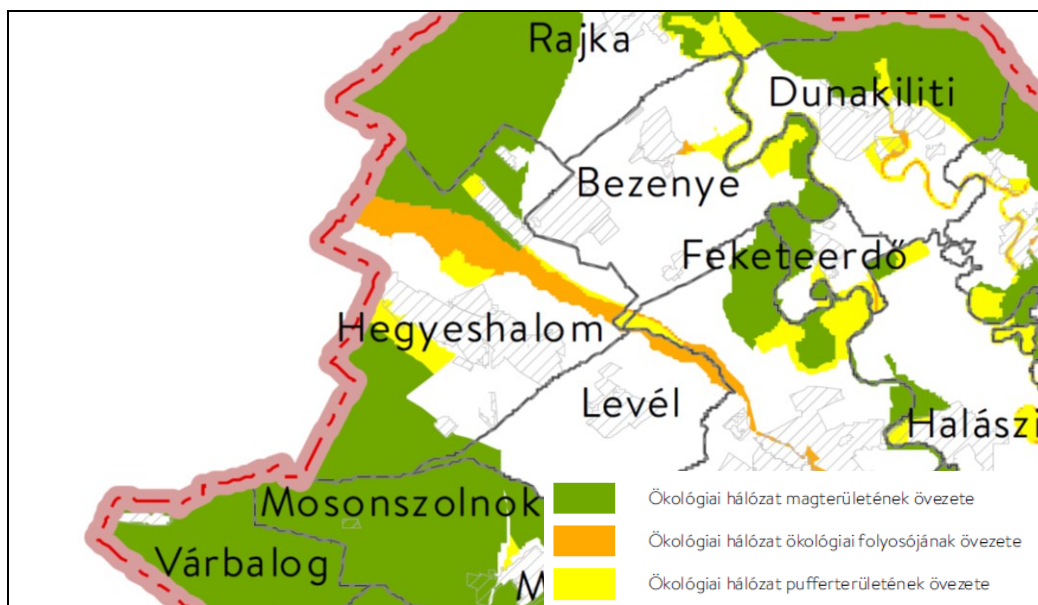 Rajka
Dunakiliti
Bezenye
Feketeerdő
Hegyeshalom
Levél
Halászi
Mosonszolnok
Várbalog
M
Ökológiai hálózat magterületének övezete
Ökológiai hálózat ökológiai folyosójának övezete
Ökológiai hálózat pufferterületének övezete